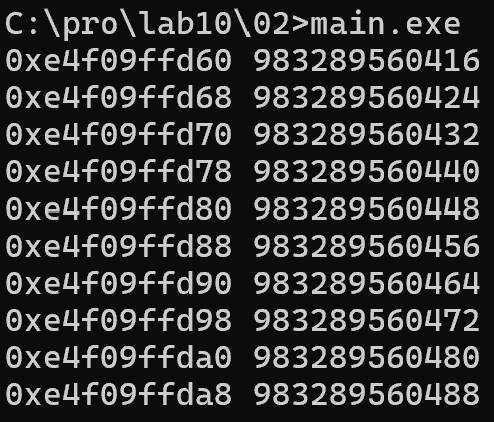 C:\pro\lab10\02>main.exe
0xe4f09ffd60 983289560416
0xe4f09ffd68 983289560424
0xe4f09ffd70 983289560432
0xe4f09ffd78 983289560440
0xe4f09ffd80 983289560448
0xe4f09ffd88 983289560456
0xe4f09ffd90 983289560464
0xe4f09ffd98 983289560472
0xe4f09ffda0 983289560480
0xe4f09ffda8 983289560488